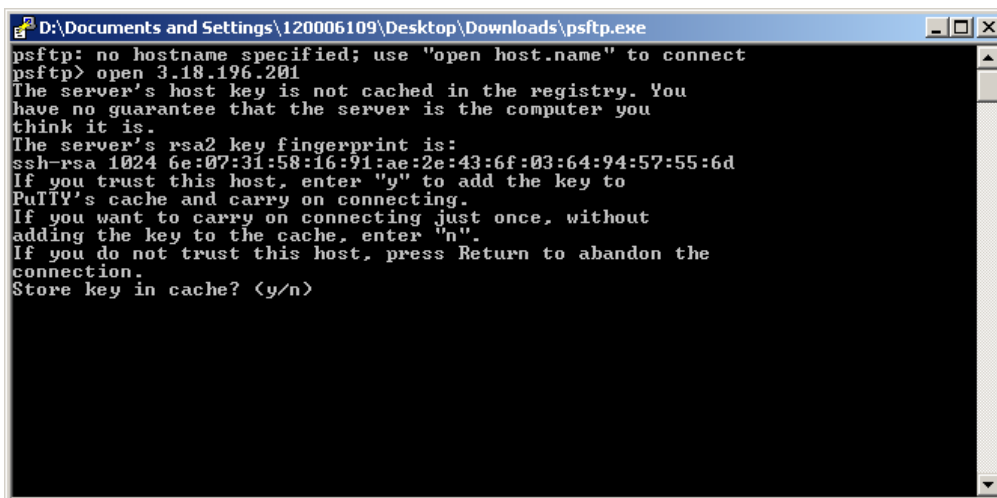 D:\Documents and Settings\120006109\Desktop\Downloads\psftp.exe
psftp: no hostname specified; use "open host.name" to connect
psftp> open 3.18.196.201
The server's host key is not cached in the registry. You
have no guarantee that the server is the computer you
think it is.
The server's rsa2 key fingerprint is:
ssh-rsa 1024 6e:07:31:58:16:91:ae:2e:43:6f:03:64:94:57:55:6d
If you trust this host, enter "y" to add the key to
PuTTY's cache and carry on connecting.
If you want to carry on connecting just once, without
adding the key to the cache, enter "n".
If you do not trust this host, press Return to abandon the
connection.
Store key in cache? (y/n)